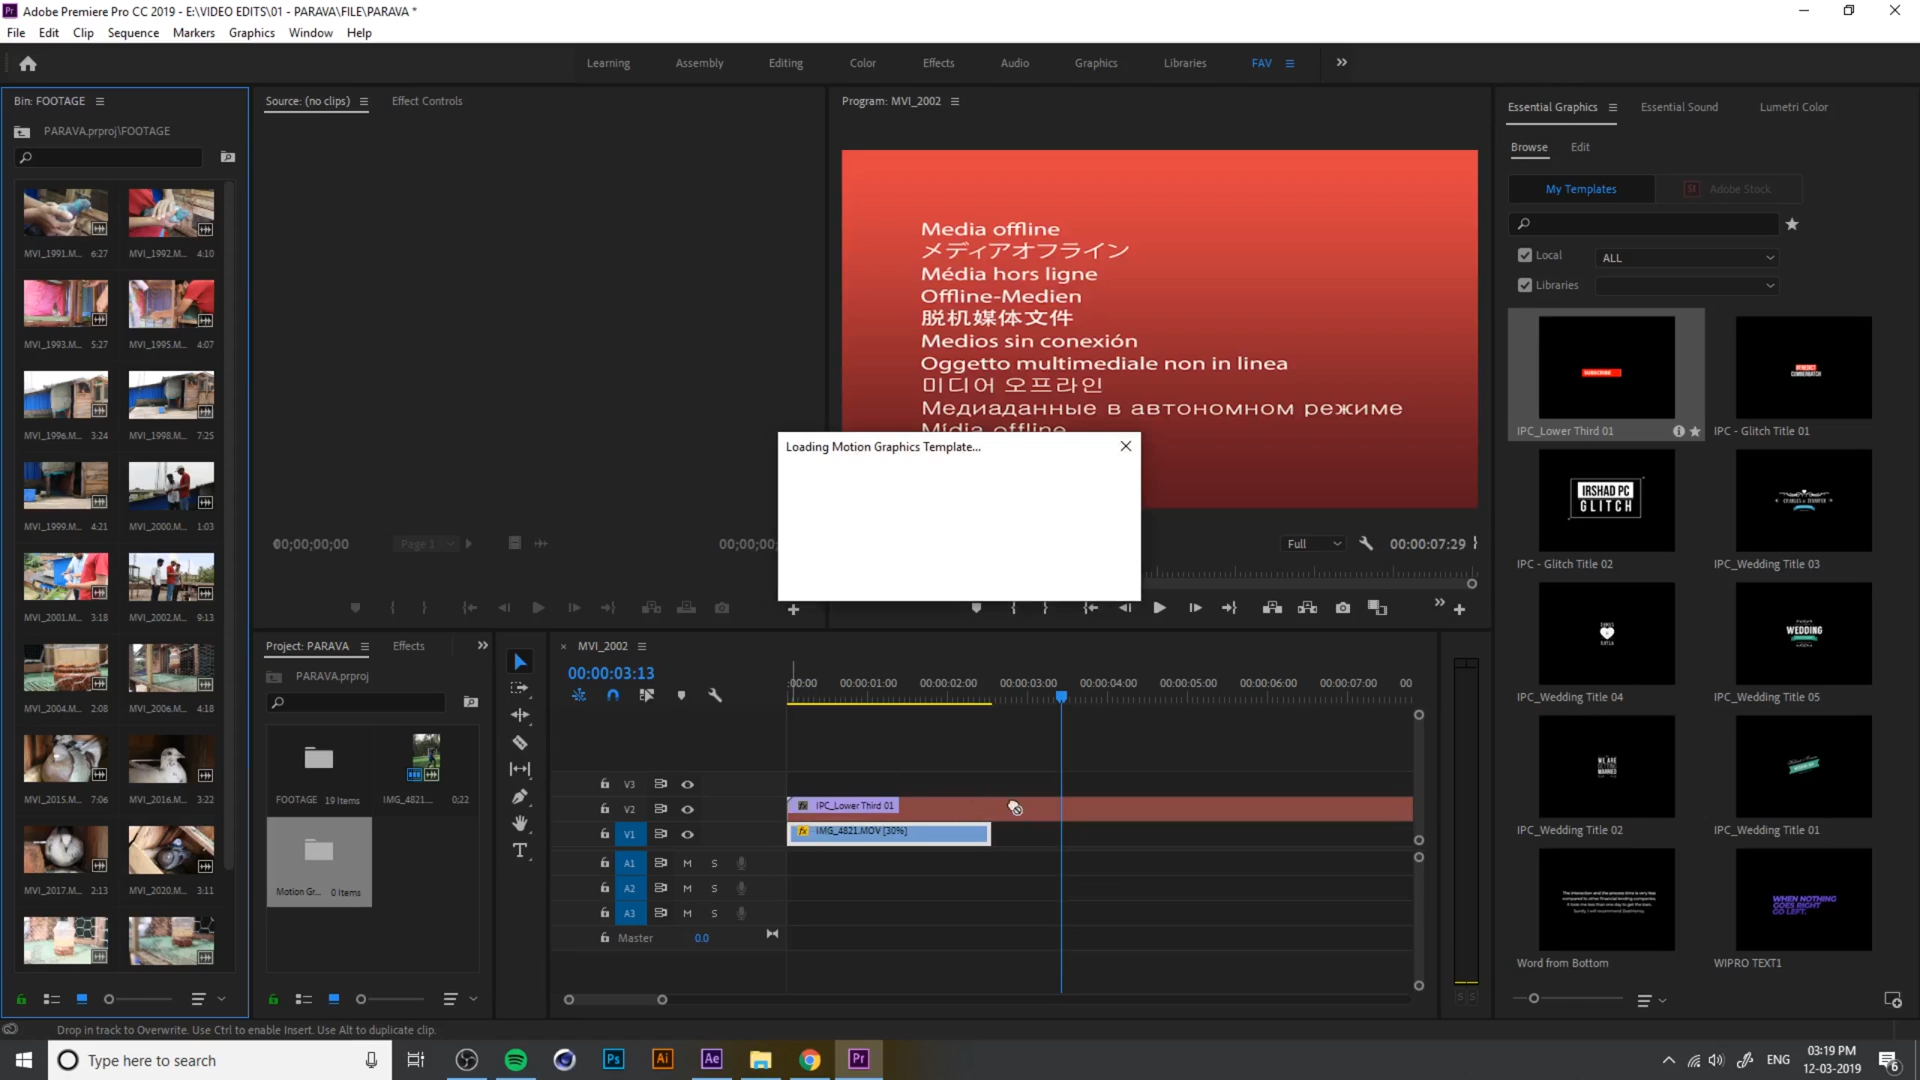 Adobe Premiere Pro CC 2019 - E:\VIDEO EDITS\01 - PARAVA\FILE\PARAVA *
File Edit Clip Sequence Markers Graphics Window Help
Learning Assembly Editing Color Effects Audio Graphics Libraries FAV
Bin: FOOTAGE
PARAVA.prproj\FOOTAGE
MVI_1991.M... 6:27 MVI_1992.M... 4:10
MVI_1993.M... 5:27 MVI_1995.M... 4:07
MVI_1996.M... 3:24 MVI_1998.M... 7:25
MVI_1999.M... 4:21 MVI_2000.M... 1:03
MVI_2001.M... 3:18 MVI_2002.M... 9:13
MVI_2004.M... 2:08 MVI_2006.M... 4:18
MVI_2015.M... 7:06 MVI_2016.M... 3:22
MVI_2017.M... 2:13 MVI_2020.M... 3:11
Source: (no clips) Effect Controls
00;00;00;00 Page 1 00;00;00;
Program: MVI_2002
Media offline
メディアオフライン
Média hors ligne
Offline-Medien
脱机媒体文件
Medios sin conexión
Oggetto multimediale non in linea
미디어 오프라인
Медиаданные в автономном режиме
Mídia offline
Loading Motion Graphics Template...
Full 00:00:07:29
Project: PARAVA Effects
PARAVA.prproj
FOOTAGE 19 Items IMG_4821.... 0;22
Motion Gr... 0 Items
MVI_2002
00:00:03:13
:00:00 00:00:01:00 00:00:02:00 00:00:03:00 00:00:04:00 00:00:05:00 00:00:06:00 00:00:07:00 00
V3
V2 IPC_Lower Third 01
V1 fx IMG_4821.MOV [30%]
A1 M S
A2 M S
A3 M S
Master 0.0
S S
Essential Graphics Essential Sound Lumetri Color
Browse Edit
My Templates St Adobe Stock
Local ALL
Libraries
SUBSCRIBE
BENEDICT
CUMBERBATCH
IPC_Lower Third 01 IPC - Glitch Title 01
IRSHAD PC
GLITCH
IPC - Glitch Title 02 IPC_Wedding Title 03
WEDDING
IPC_Wedding Title 04 IPC_Wedding Title 05
WE ARE
GETTING
MARRIED
IPC_Wedding Title 02 IPC_Wedding Title 01
WHEN NOTHING
GOES RIGHT
GO LEFT.
Word from Bottom WIPRO TEXT1
Drop in track to Overwrite. Use Ctrl to enable Insert. Use Alt to duplicate clip.
Type here to search
Ps Ai Ae Pr
ENG
03:19 PM
12-03-2019
6